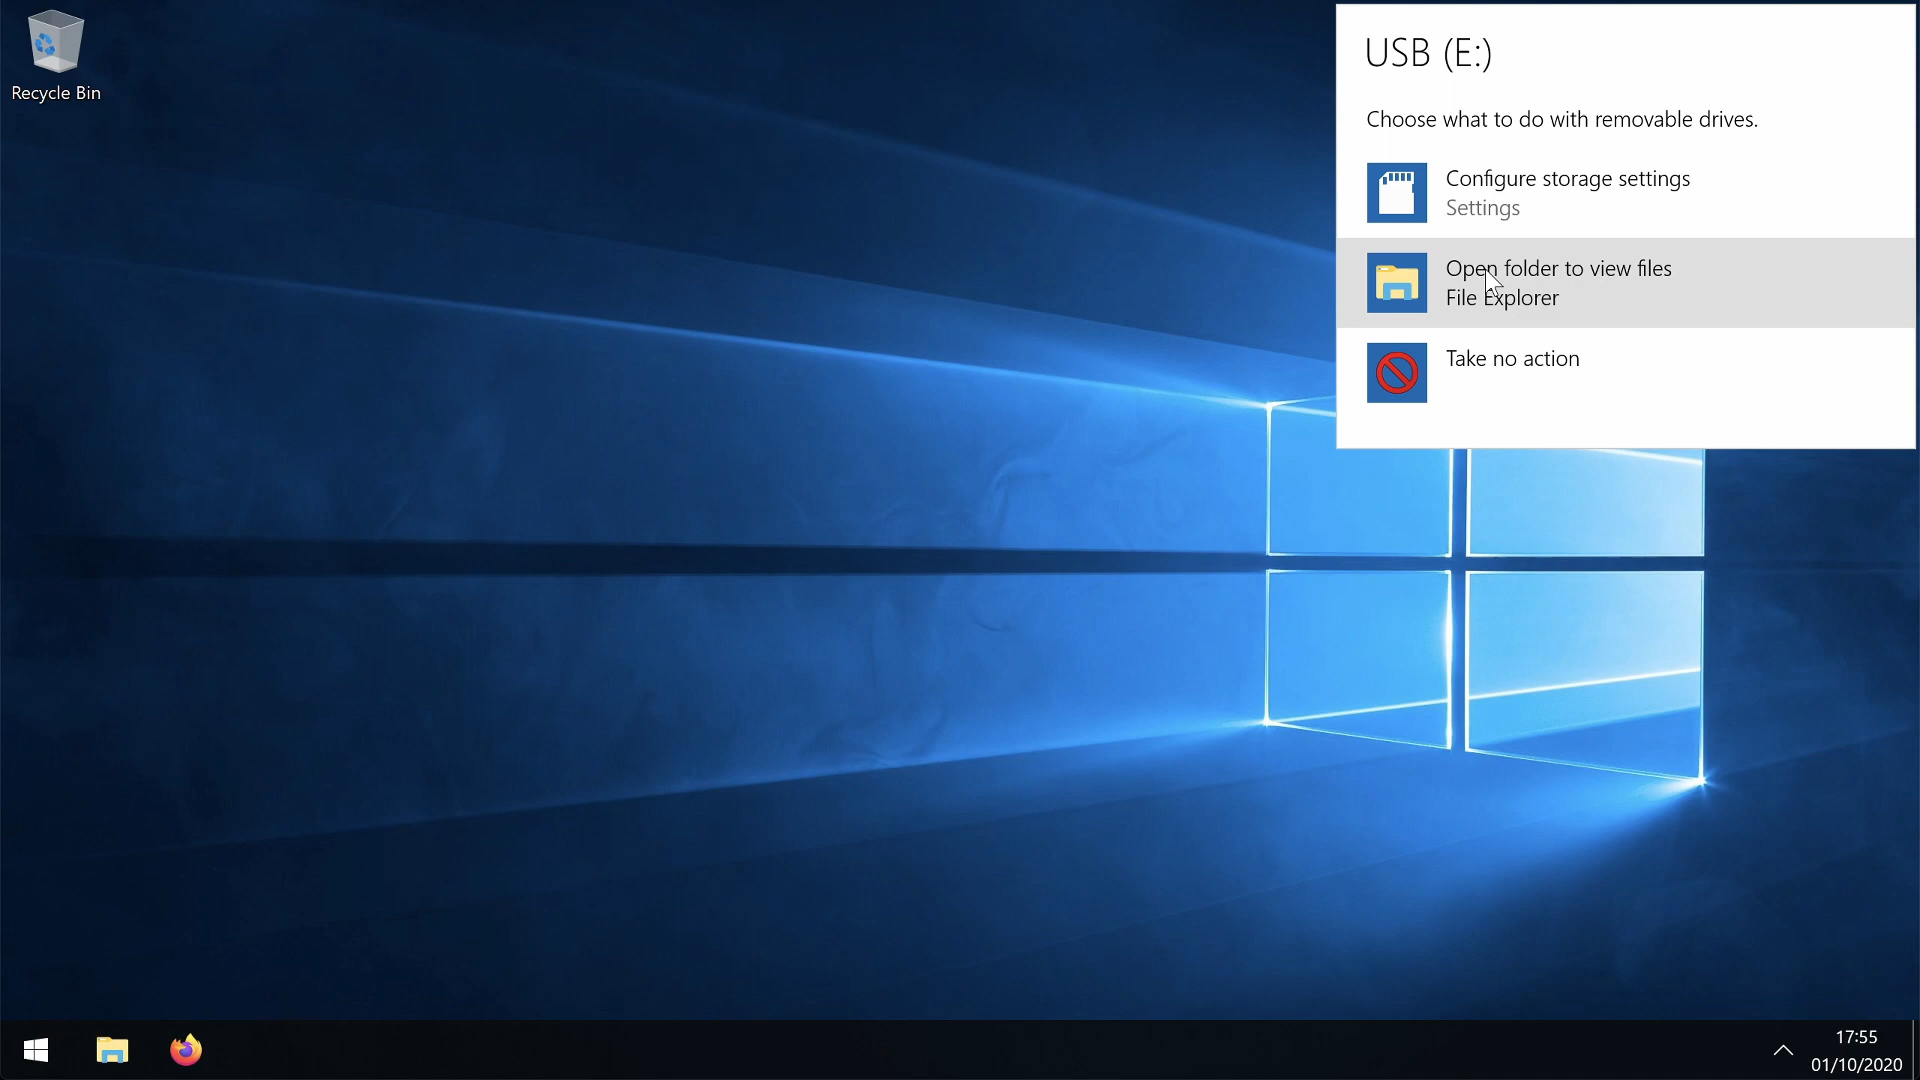 Recycle Bin
USB (E:)
Choose what to do with removable drives.
Configure storage settings
Settings
Open folder to view files
File Explorer
Take no action
17:55
01/10/2020